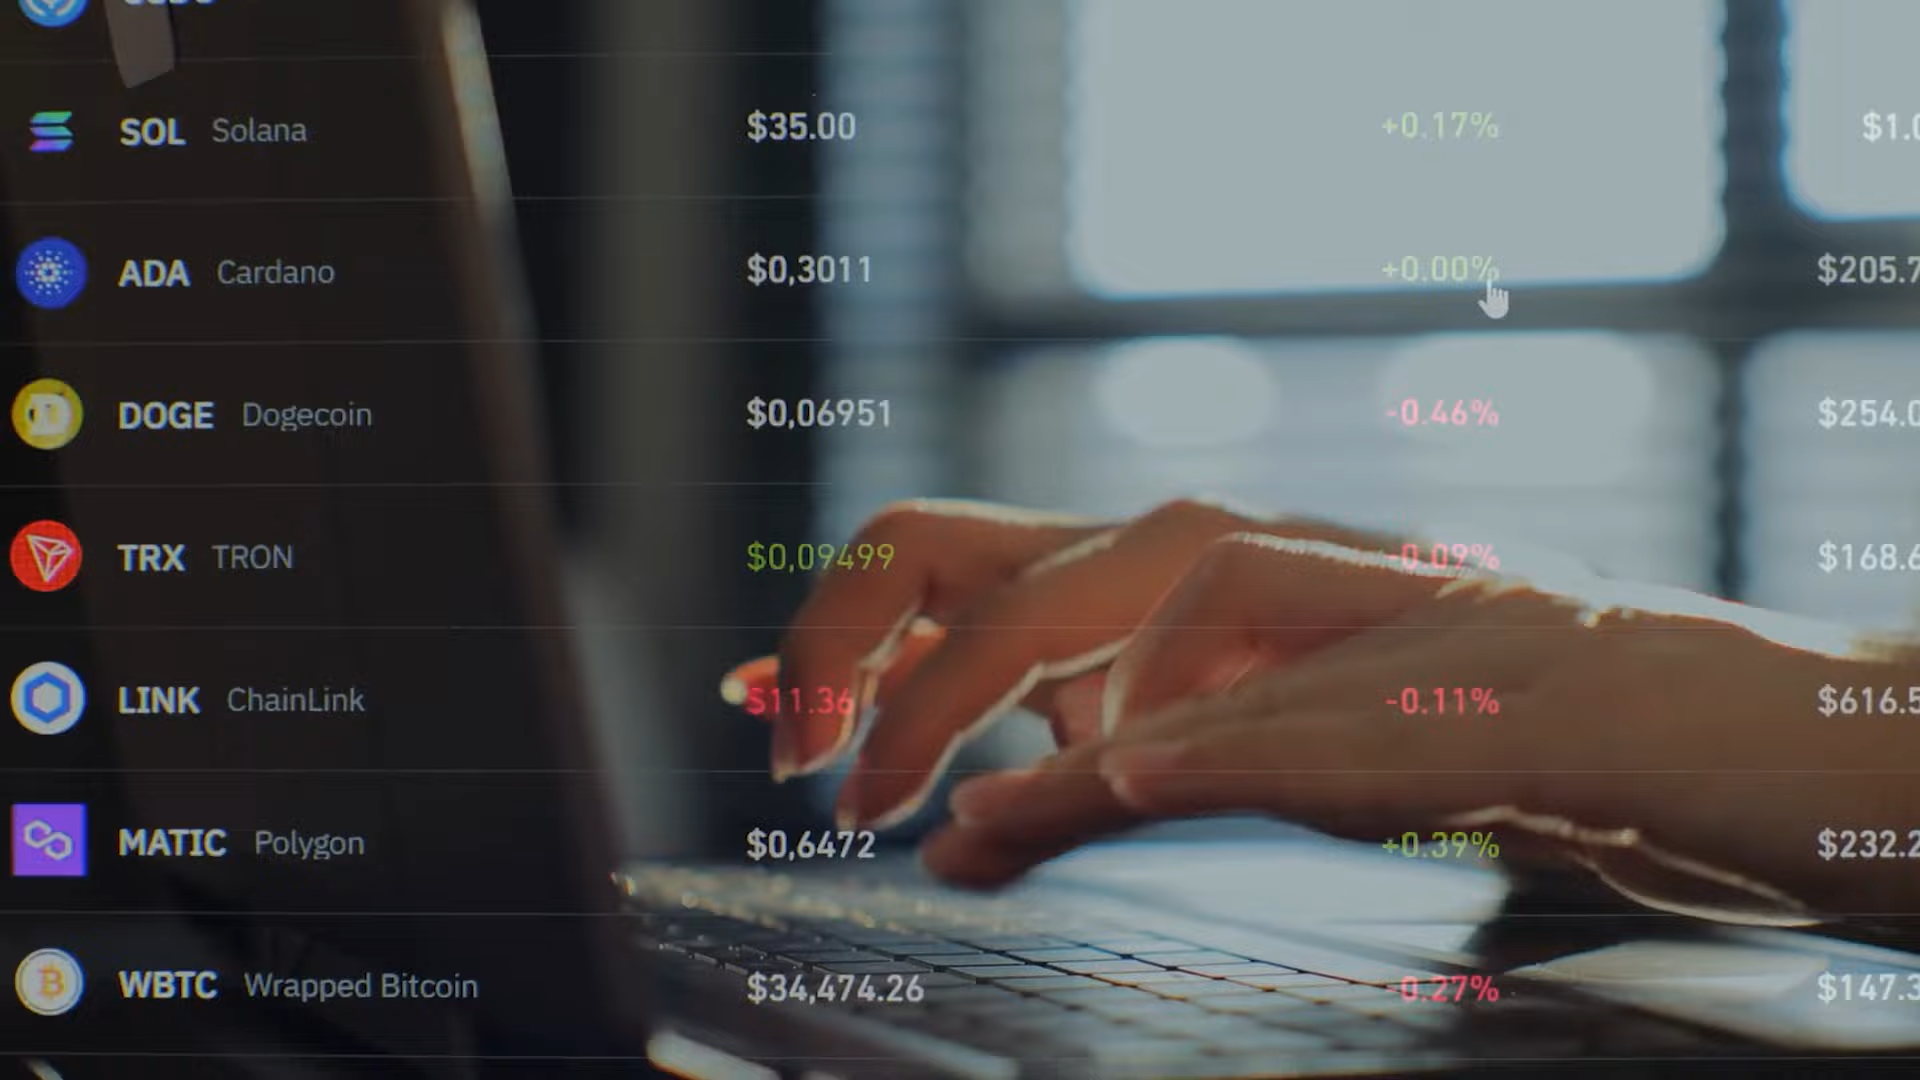 SOL Solana $35.00 +0.17%
ADA Cardano $0,3011 +0.00% $205.7
DOGE Dogecoin $0,06951 -0.46% $254.0
TRX TRON $0,09499 -0.09% $168.6
LINK ChainLink $11.36 -0.11% $616.5
MATIC Polygon $0,6472 +0.39% $232.2
WBTC Wrapped Bitcoin $34,474.26 -0.27% $147.3